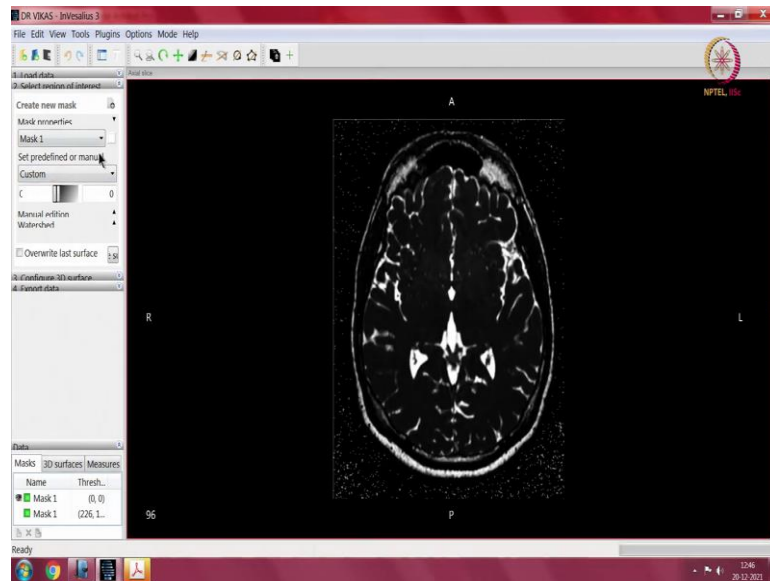 DR VIKAS - InVesalius 3
File Edit View Tools Plugins Options Mode Help
1. Load data
2. Select region of interest
Create new mask
Mask properties
Mask 1
Set predefined or manual
Custom
0
Manual edition
Watershed
Overwrite last surface
3. Configure 3D surface
4. Export data
Data
Masks 3D surfaces Measures
Name Thresh..
Mask 1 (0, 0)
Mask 1 (226, 1...
Ready
Axial slice
A
R
L
96
P
NPTEL, IISc
12:46
20-12-2021